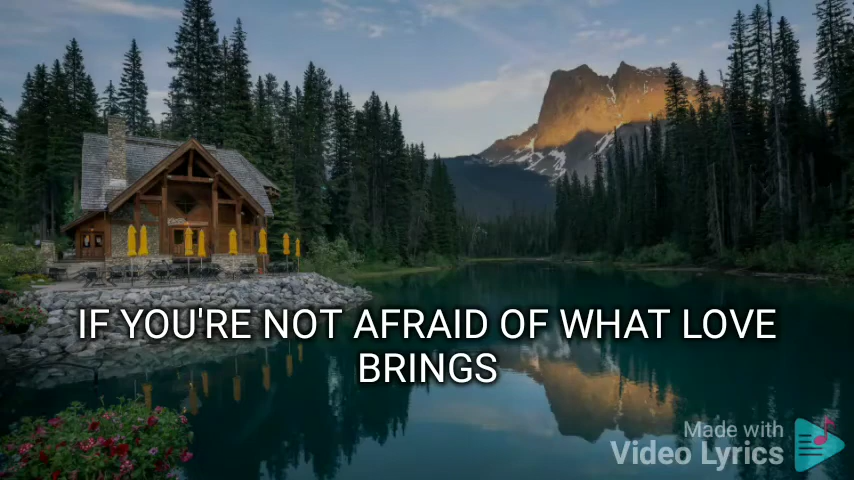 IF YOU'RE NOT AFRAID OF WHAT LOVE
BRINGS
Made with
Video Lyrics